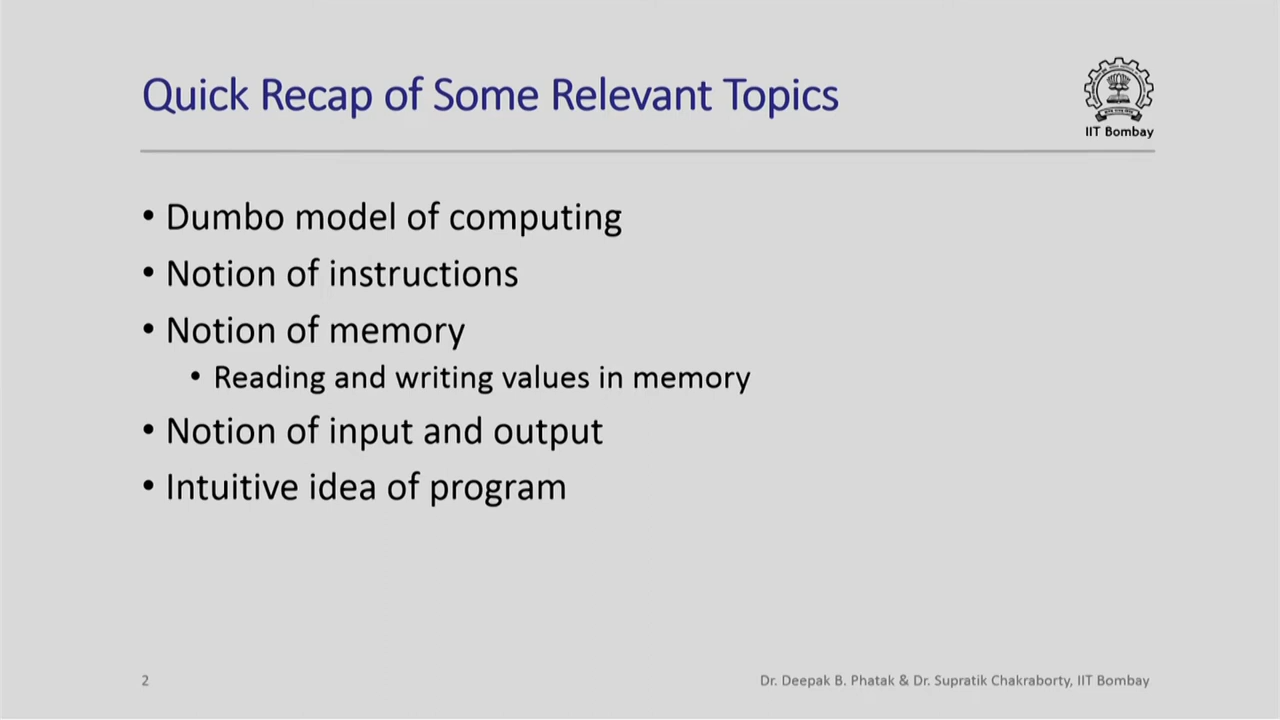 Quick Recap of Some Relevant Topics
IIT Bombay
• Dumbo model of computing
• Notion of instructions
• Notion of memory
• Reading and writing values in memory
• Notion of input and output
• Intuitive idea of program
2
Dr. Deepak B. Phatak & Dr. Supratik Chakraborty, IIT Bombay